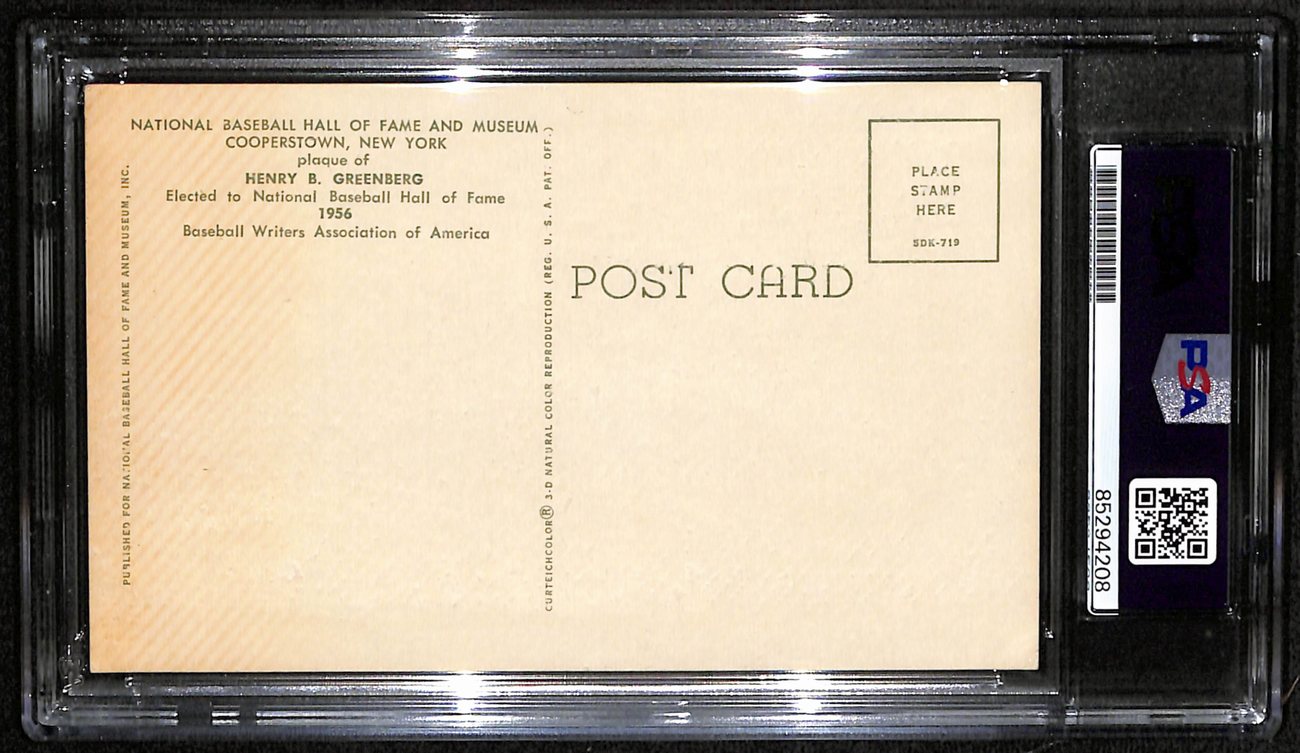 NATIONAL BASEBALL HALL OF FAME AND MUSEUM
COOPERSTOWN, NEW YORK
plaque of
HENRY B. GREENBERG
Elected to National Baseball Hall of Fame
1956
Baseball Writers Association of America
PUBLISHED FOR NATIONAL BASEBALL HALL OF FAME AND MUSEUM, INC.
CURTEICHCOLOR® 3-D NATURAL COLOR REPRODUCTION (REG. U. S. A. PAT. OFF.)
POST CARD
PLACE
STAMP
HERE
5DK-719
PSA
85294208